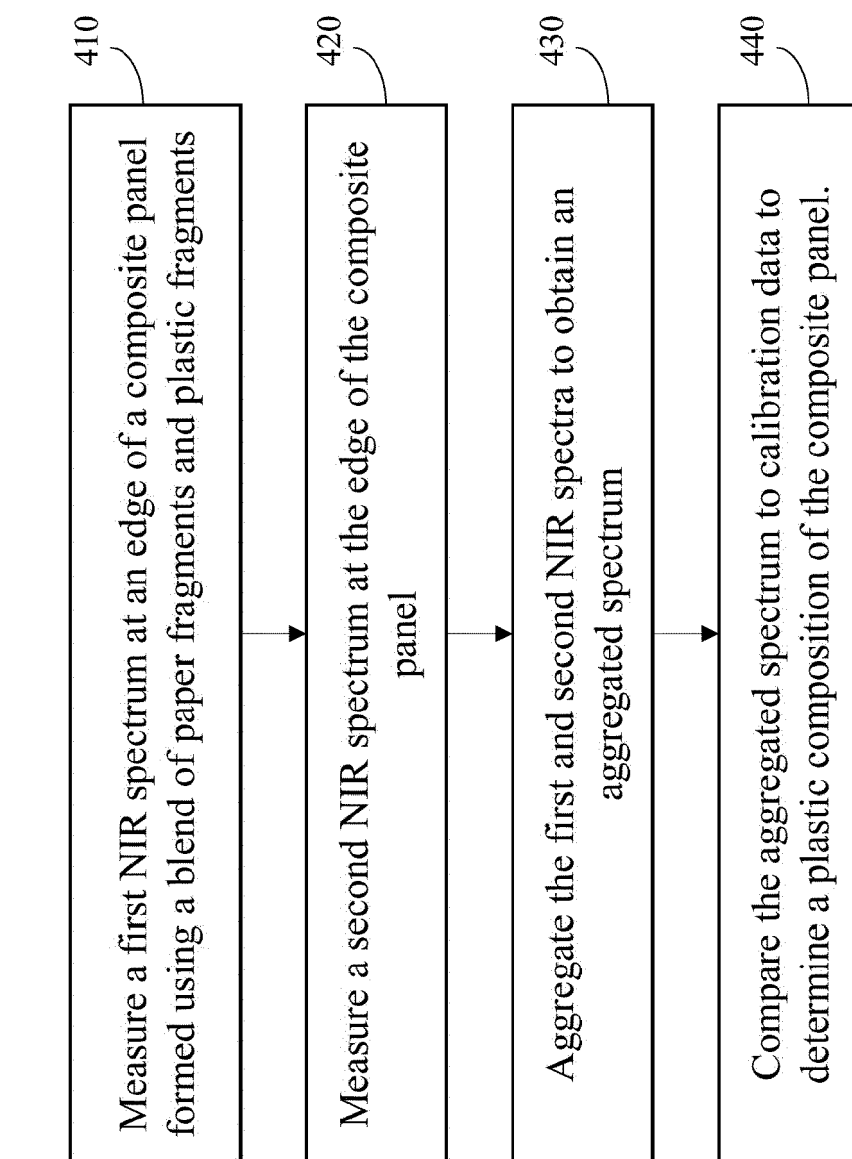 410
Measure a first NIR spectrum at an edge of a composite panel
formed using a blend of paper fragments and plastic fragments
420
Measure a second NIR spectrum at the edge of the composite
panel
430
Aggregate the first and second NIR spectra to obtain an
aggregated spectrum
440
Compare the aggregated spectrum to calibration data to
determine a plastic composition of the composite panel.